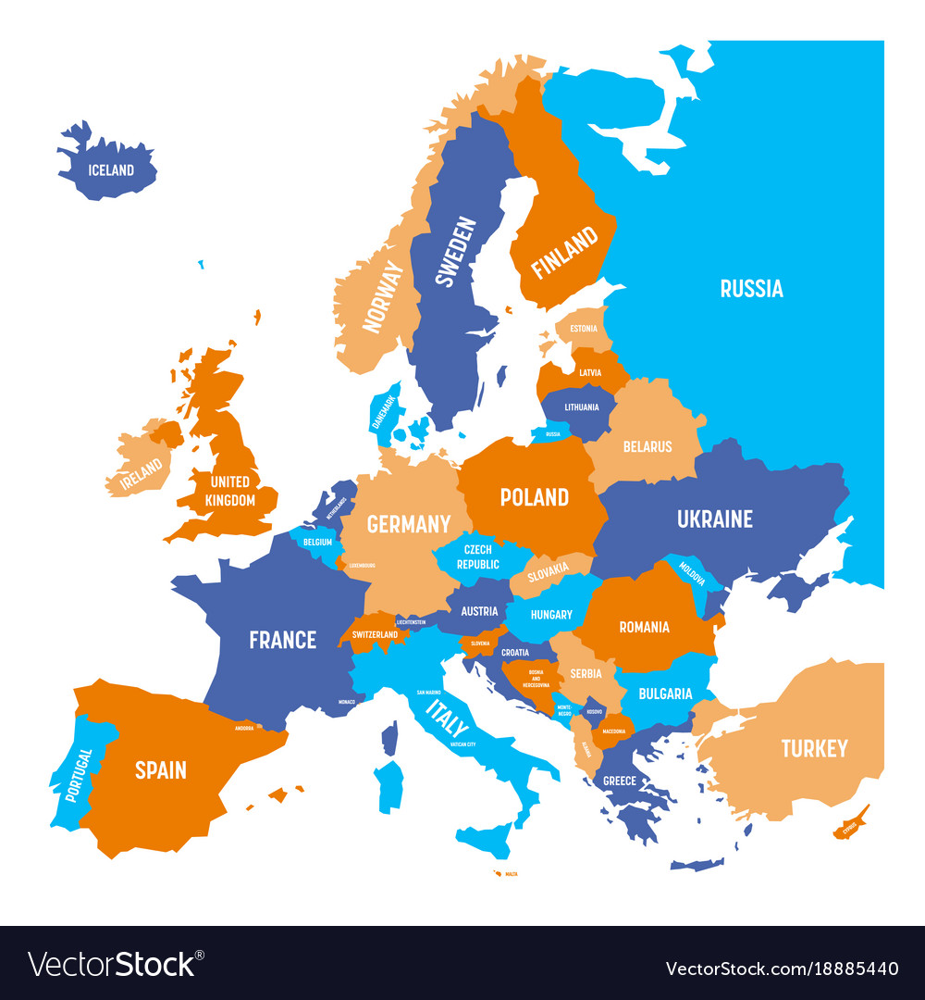 ICELAND
NORWAY
SWEDEN
FINLAND
RUSSIA
ESTONIA
LATVIA
LITHUANIA
RUSSIA
DANEMARK
BELARUS
IRELAND
UNITED
KINGDOM
NETHERLANDS
BELGIUM
LUXEMBOURG
GERMANY
POLAND
UKRAINE
CZECH
REPUBLIC
SLOVAKIA
MOLDOVA
FRANCE
SWITZERLAND
LIECHTENSTEIN
AUSTRIA
HUNGARY
ROMANIA
SLOVENIA
CROATIA
BOSNIA
AND
HERCEGOVINA
SERBIA
BULGARIA
MONACO
SAN MARINO
ITALY
VATICAN CITY
MONTE-
NEGRO
KOSOVO
MACEDONIA
ALBANIA
GREECE
TURKEY
ANDORRA
PORTUGAL
SPAIN
CYPRUS
MALTA
VectorStock®
VectorStock.com/18885440